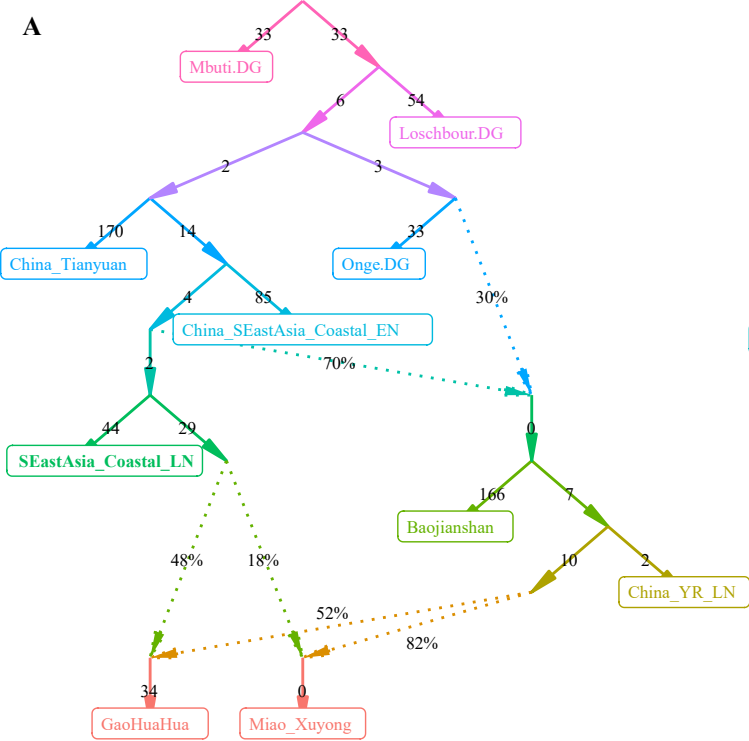 A
33 33
Mbuti.DG
6 54
Loschbour.DG
2 3
170 14 33
China_Tianyuan Onge.DG
4 85 30%
China_SEastAsia_Coastal_EN
2 70%
44 29 0
SEastAsia_Coastal_LN
166 7
Baojianshan
48% 18% 10 2
China_YR_LN
52%
82%
34 0
GaoHuaHua Miao_Xuyong